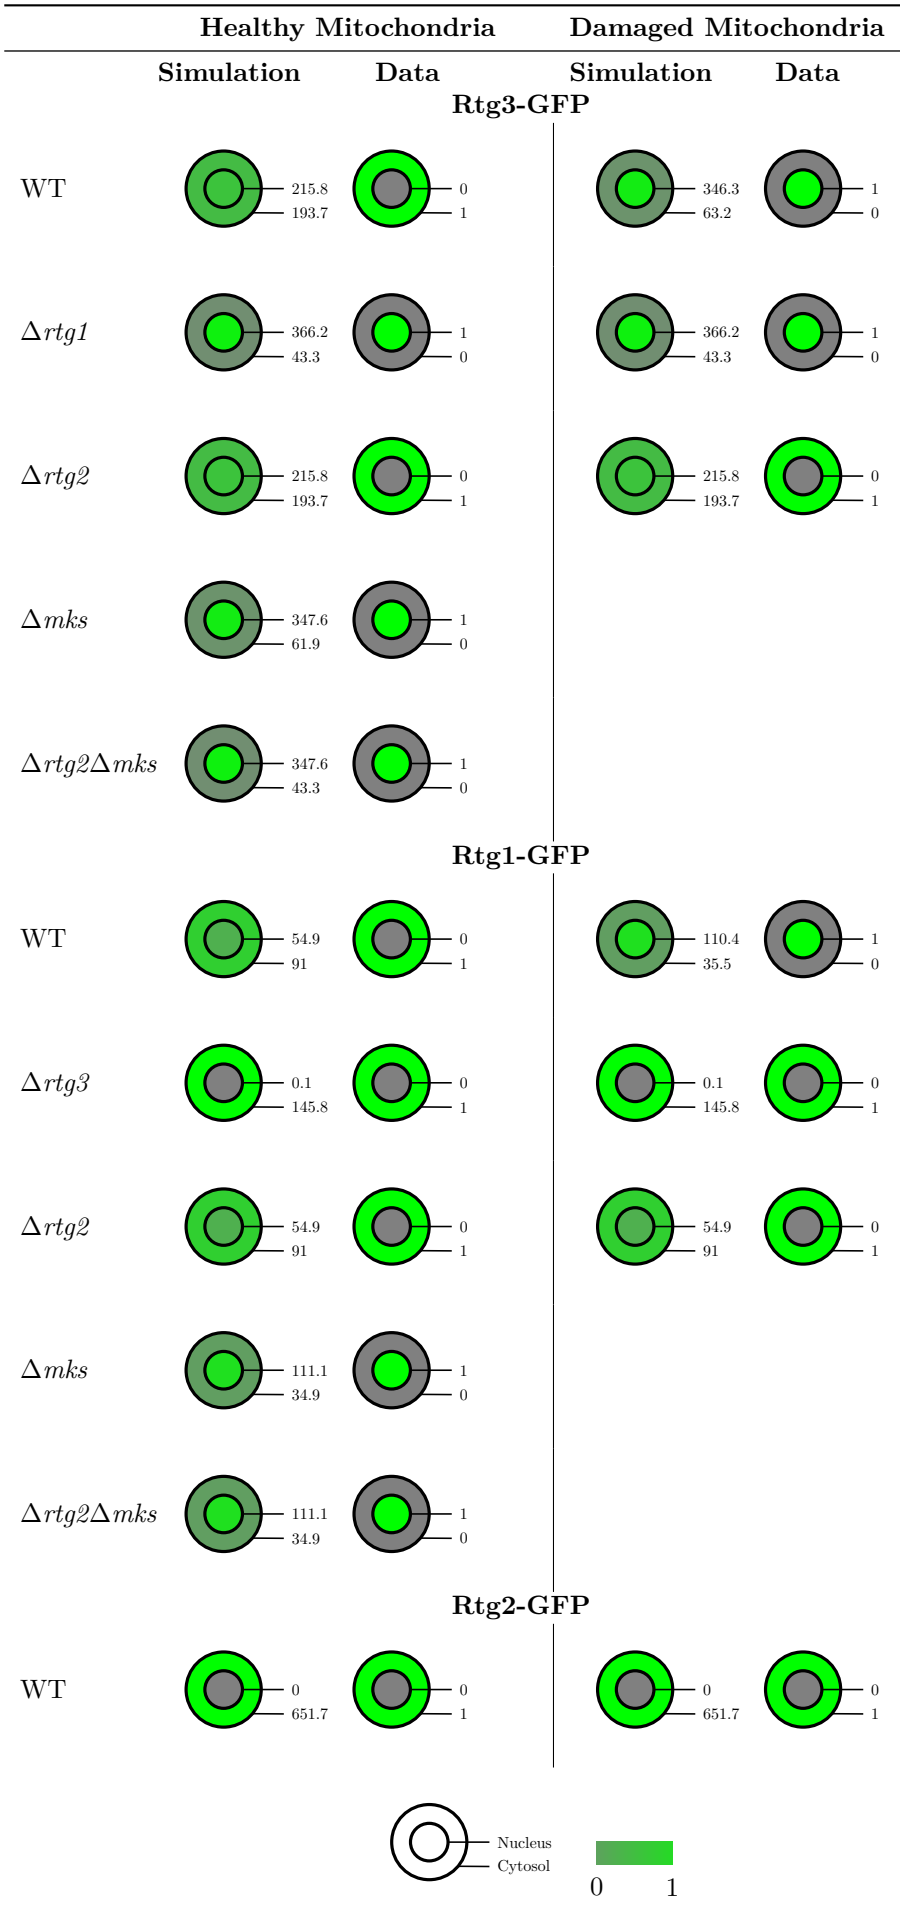 Healthy Mitochondria Damaged Mitochondria
Simulation Data Simulation Data
Rtg3-GFP
WT 215.8 0 346.3 1
193.7 1 63.2 0
Δrtg1 366.2 1 366.2 1
43.3 0 43.3 0
Δrtg2 215.8 0 215.8 0
193.7 1 193.7 1
Δmks 347.6 1
61.9 0
Δrtg2Δmks 347.6 1
43.3 0
Rtg1-GFP
WT 54.9 0 110.4 1
91 1 35.5 0
Δrtg3 0.1 0 0.1 0
145.8 1 145.8 1
Δrtg2 54.9 0 54.9 0
91 1 91 1
Δmks 111.1 1
34.9 0
Δrtg2Δmks 111.1 1
34.9 0
Rtg2-GFP
WT 0 0 0 0
651.7 1 651.7 1
Nucleus
Cytosol
0 1